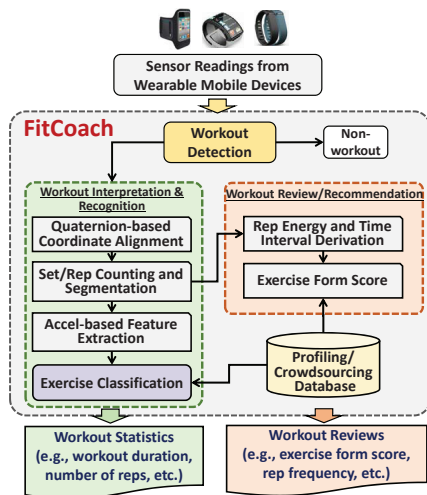 Sensor Readings from
Wearable Mobile Devices
FitCoach
Workout
Detection
Non-
workout
Workout Interpretation &
Recognition
Quaternion-based
Coordinate Alignment
Set/Rep Counting and
Segmentation
Accel-based Feature
Extraction
Exercise Classification
Workout Review/Recommendation
Rep Energy and Time
Interval Derivation
Exercise Form Score
Profiling/
Crowdsourcing
Database
Workout Statistics
(e.g., workout duration,
number of reps, etc.)
Workout Reviews
(e.g., exercise form score,
rep frequency, etc.)